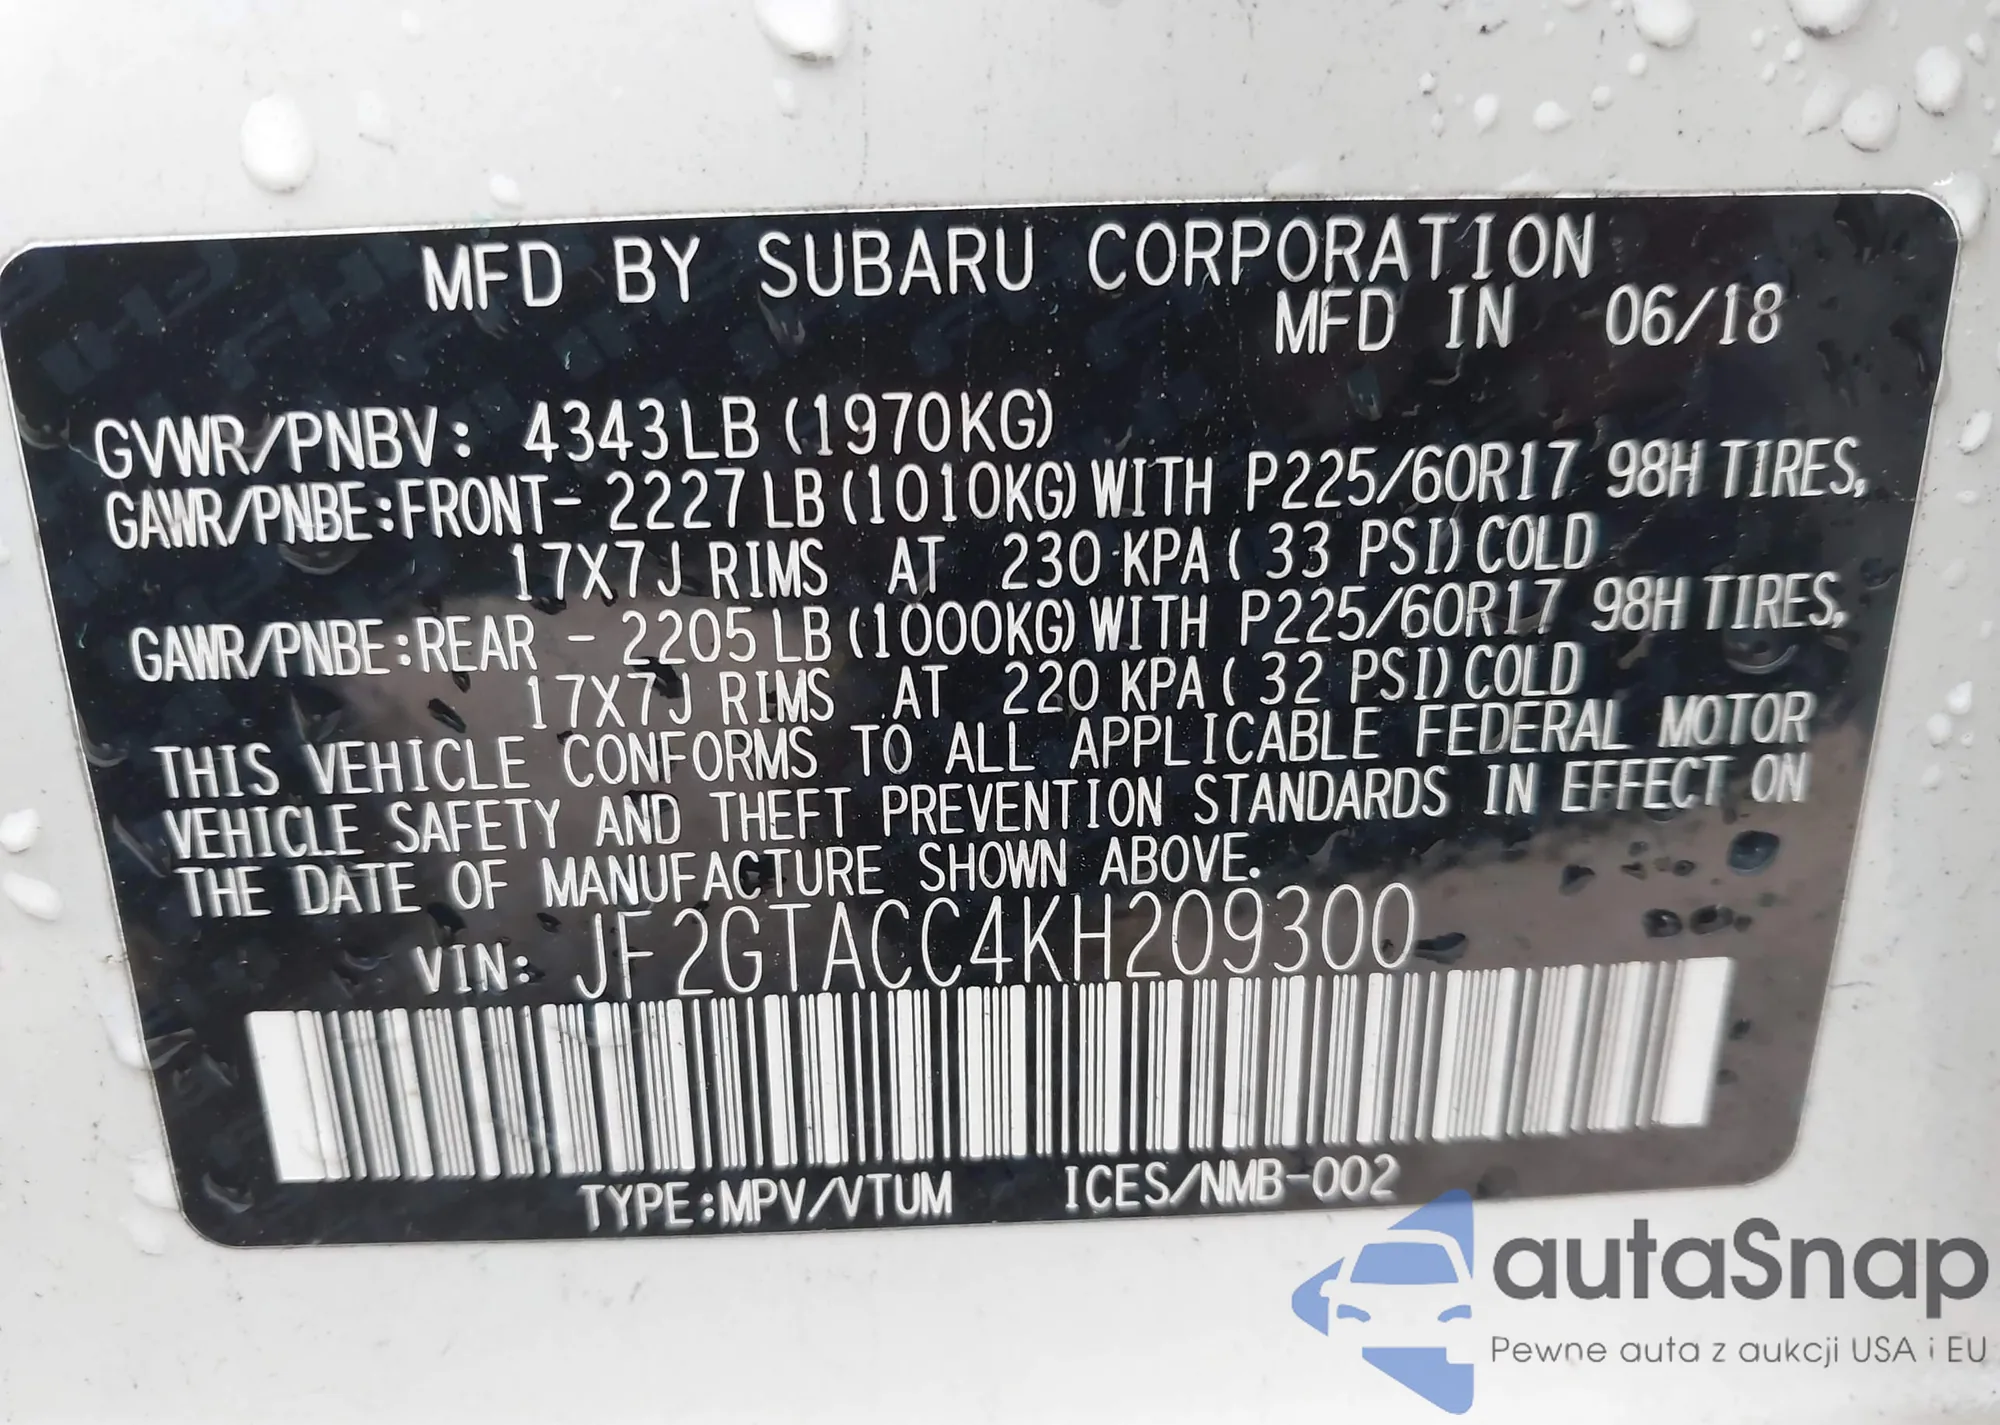 MFD BY SUBARU CORPORATION
MFD IN 06/18
GVWR/PNBV: 4343LB (1970KG)
GAWR/PNBE:FRONT- 2227LB (1010KG) WITH P225/60R17 98H TIRES,
17X7J RIMS AT 230 KPA ( 33 PSI) COLD
GAWR/PNBE:REAR - 2205LB (1000KG) WITH P225/60R17 98H TIRES,
17X7J RIMS AT 220 KPA ( 32 PSI) COLD
THIS VEHICLE CONFORMS TO ALL APPLICABLE FEDERAL MOTOR
VEHICLE SAFETY AND THEFT PREVENTION STANDARDS IN EFFECT ON
THE DATE OF MANUFACTURE SHOWN ABOVE.
VIN: JF2GTACC4KH209300
TYPE:MPV/VTUM ICES/NMB-002
autaSnap
Pewne auta z aukcji USA i EU